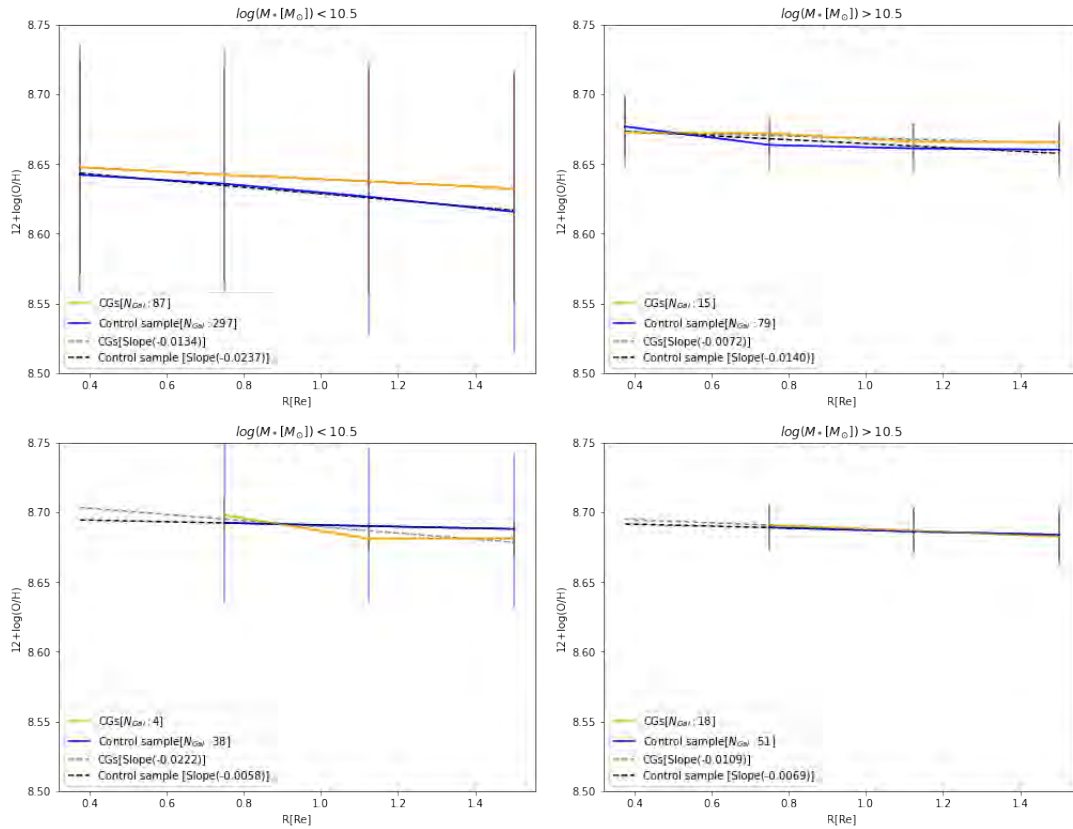 log(M*[M⊙]) < 10.5
8.75
8.70
8.65
8.60
8.55
8.50
12+log(O/H)
CGs[N_Gal : 87]
Control sample[N_Gal :297]
CGs[Slope(-0.0134)]
Control sample [Slope(-0.0237)]
0.4 0.6 0.8 1.0 1.2 1.4
R[Re]
log(M*[M⊙]) > 10.5
8.75
8.70
8.65
8.60
8.55
8.50
12+log(O/H)
CGs[N_Gal : 15]
Control sample[N_Gal :79]
CGs[Slope(-0.0072)]
Control sample [Slope(-0.0140)]
0.4 0.6 0.8 1.0 1.2 1.4
R[Re]
log(M*[M⊙]) < 10.5
8.75
8.70
8.65
8.60
8.55
8.50
12+log(O/H)
CGs[N_Gal : 4]
Control sample[N_Gal 38]
CGs[Slope(-0.0222)]
Control sample [Slope(-0.0058)]
0.4 0.6 0.8 1.0 1.2 1.4
R[Re]
log(M*[M⊙]) > 10.5
8.75
8.70
8.65
8.60
8.55
8.50
12+log(O/H)
CGs[N_Gal : 18]
Control sample[N_Gal 51]
CGs[Slope(-0.0109)]
Control sample [Slope(-0.0069)]
0.4 0.6 0.8 1.0 1.2 1.4
R[Re]